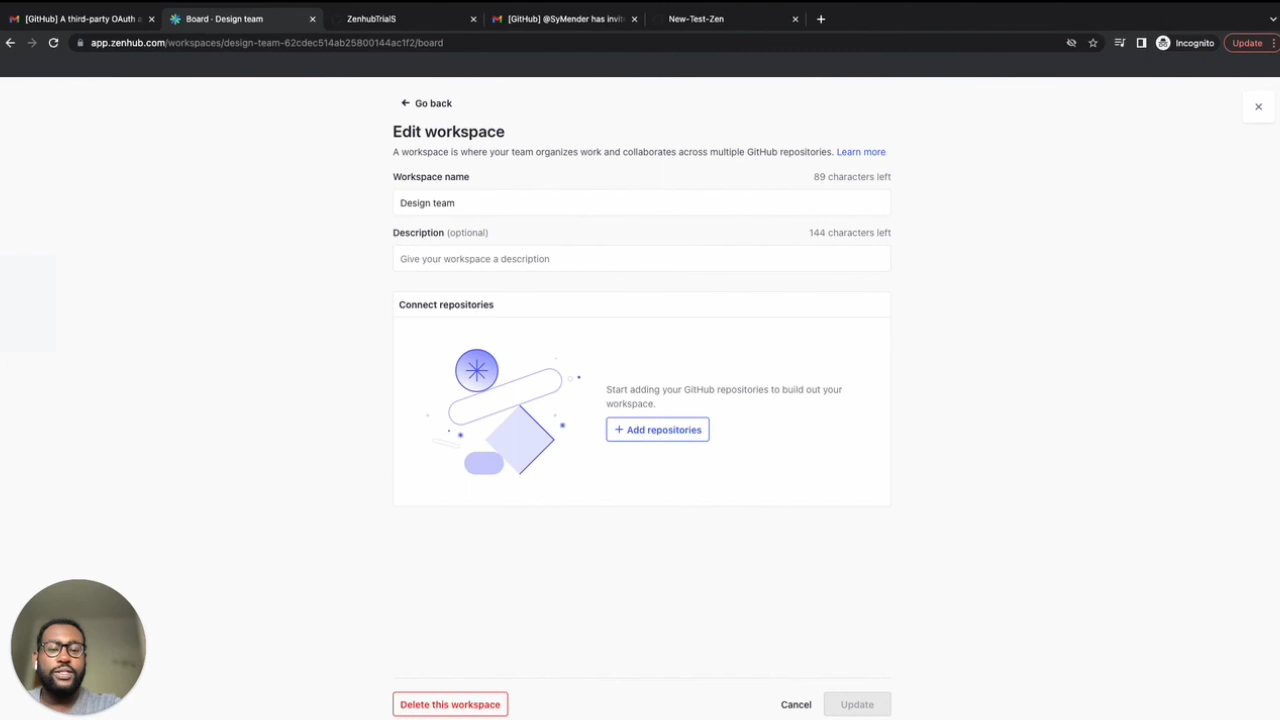 [GitHub] A third-party OAuth a
Board · Design team
ZenhubTrialS
[GitHub] @SyMender has invite
New-Test-Zen
app.zenhub.com/workspaces/design-team-62cdec514ab25800144ac1f2/board
Incognito
Update
Go back
Edit workspace
A workspace is where your team organizes work and collaborates across multiple GitHub repositories. Learn more
Workspace name
89 characters left
Design team
Description (optional)
144 characters left
Give your workspace a description
Connect repositories
Start adding your GitHub repositories to build out your
workspace.
+ Add repositories
Delete this workspace
Cancel
Update